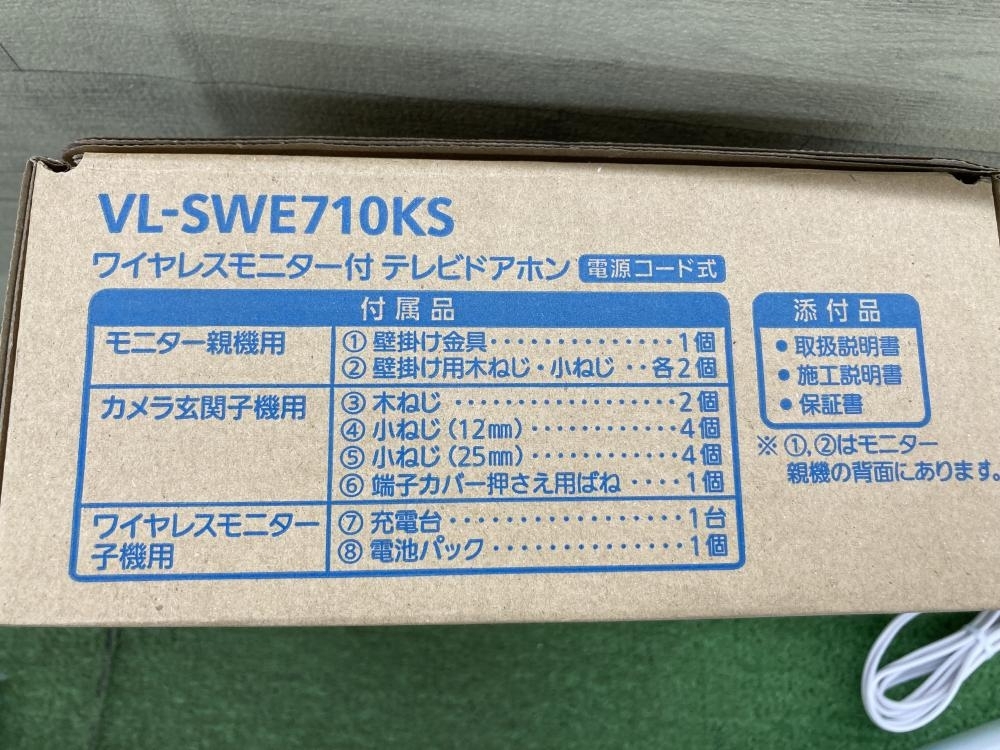 VL-SWE710KS
ワイヤレスモニター付 テレビドアホン 電源コード式
付属品
モニター親機用
① 壁掛け金具・・・・・・・・・・・・・・1個
② 壁掛け用木ねじ・小ねじ・・各2個
カメラ玄関子機用
③ 木ねじ・・・・・・・・・・・・・・・・・・2個
④ 小ねじ(12㎜)・・・・・・・・・・・4個
⑤ 小ねじ(25㎜)・・・・・・・・・・・4個
⑥ 端子カバー押さえ用ばね・・・・1個
ワイヤレスモニター
子機用
⑦ 充電台・・・・・・・・・・・・・・・・・・1台
⑧ 電池パック・・・・・・・・・・・・・・1個
添付品
● 取扱説明書
● 施工説明書
● 保証書
※ ①,②はモニター
親機の背面にあります。